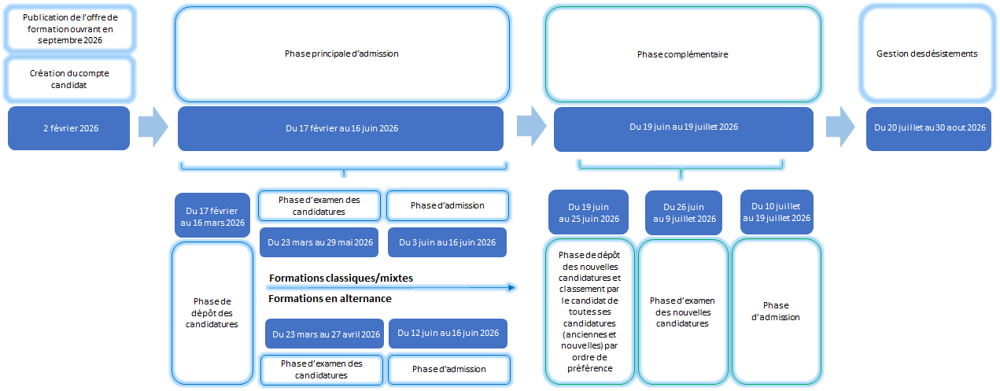 Publication de l'offre de
formation ouvrant en
septembre 2026
Création du compte
candidat
2 février 2026
Phase principale d'admission
Du 17 février au 16 juin 2026
Phase complémentaire
Du 19 juin au 19 juillet 2026
Gestion des désistements
Du 20 juillet au 30 aout 2026
Du 17 février
au 16 mars 2026
Phase de
dépôt des
candidatures
Phase d'examen des
candidatures
Du 23 mars au 29 mai 2026
Phase d'admission
Du 3 juin au 16 juin 2026
Formations classiques/mixtes
Formations en alternance
Du 23 mars au 27 avril 2026
Phase d'examen des
candidatures
Du 12 juin au 16 juin 2026
Phase d'admission
Du 19 juin
au 25 juin 2026
Phase de dépôt
des nouvelles
candidatures et
classement par
le candidat de
toutes ses
candidatures
(anciennes et
nouvelles) par
ordre de
préférence
Du 26 juin
au 9 juillet 2026
Phase d'examen
des nouvelles
candidatures
Du 10 juillet
au 19 juillet 2026
Phase
d'admission